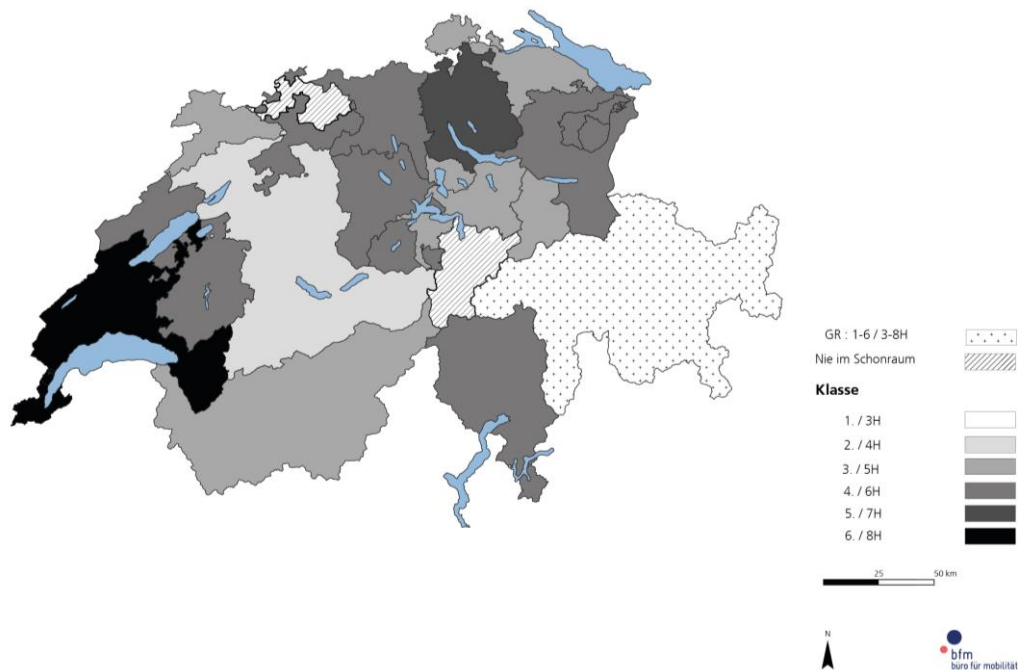 GR : 1-6 / 3-8H
Nie im Schonraum
Klasse
1. / 3H
2. / 4H
3. / 5H
4. / 6H
5. / 7H
6. / 8H
25 50 km
N
bfm
büro für mobilität